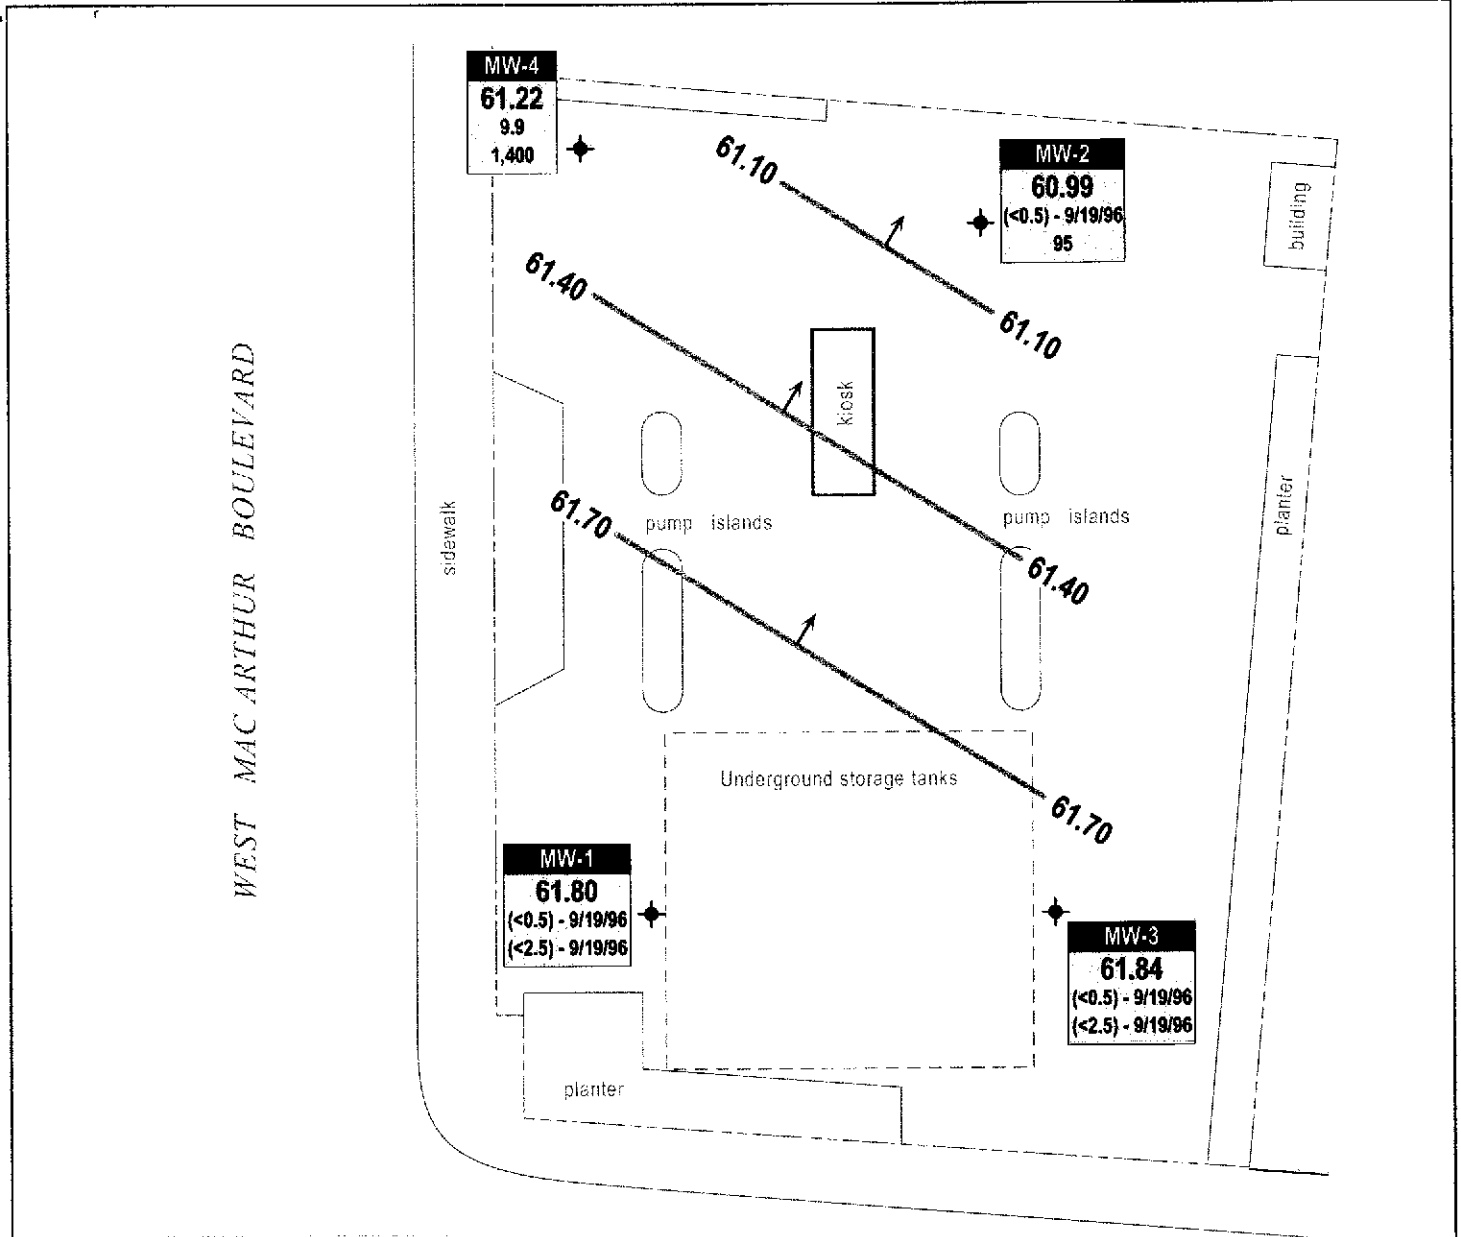 MW-4
61.22
9.9
1,400
61.10
MW-2
60.99
(<0.5) - 9/19/96
95
building
61.40
61.10
kiosk
WEST MAC ARTHUR BOULEVARD
sidewalk
61.70
pump islands
pump islands
planter
61.40
Underground storage tanks
61.70
MW-1
61.80
(<0.5) - 9/19/96
(<2.5) - 9/19/96
MW-3
61.84
(<0.5) - 9/19/96
(<2.5) - 9/19/96
planter